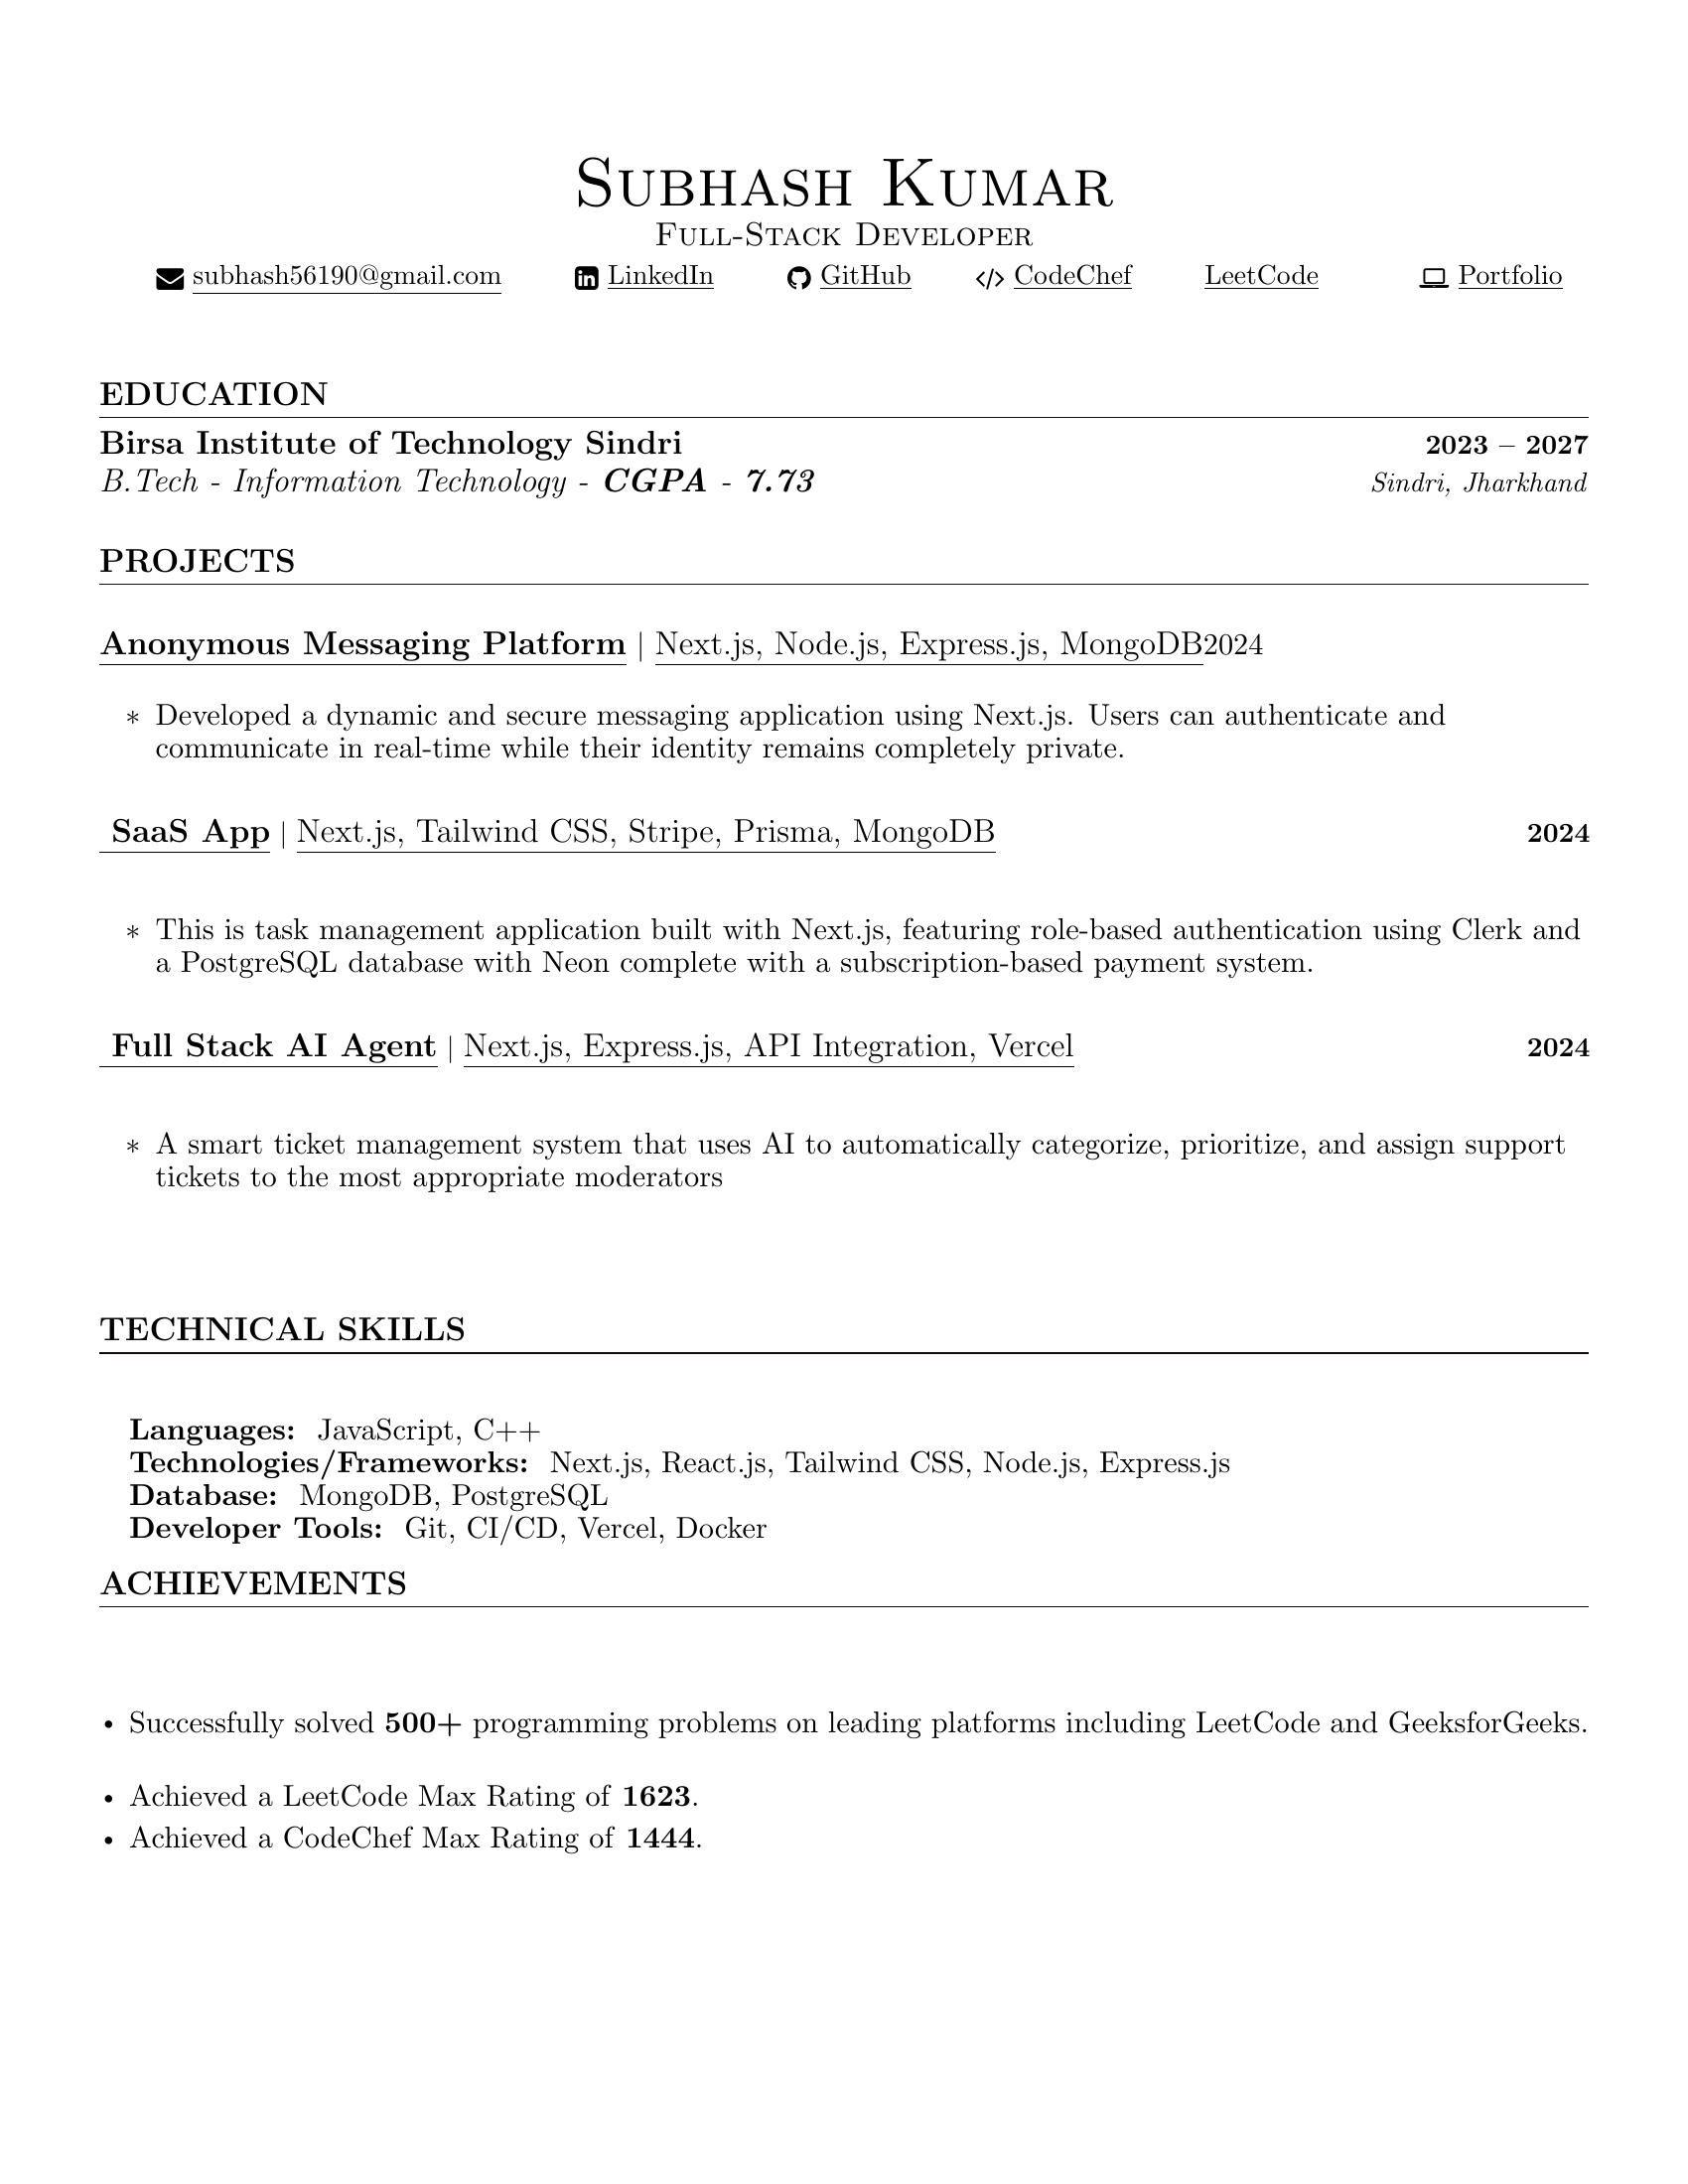 Subhash Kumar
Full-Stack Developer
subhash56190@gmail.com LinkedIn GitHub CodeChef LeetCode Portfolio
EDUCATION
Birsa Institute of Technology Sindri 2023 – 2027
B.Tech - Information Technology - CGPA - 7.73 Sindri, Jharkhand
PROJECTS
Anonymous Messaging Platform | Next.js, Node.js, Express.js, MongoDB2024
* Developed a dynamic and secure messaging application using Next.js. Users can authenticate and
communicate in real-time while their identity remains completely private.
SaaS App | Next.js, Tailwind CSS, Stripe, Prisma, MongoDB 2024
* This is task management application built with Next.js, featuring role-based authentication using Clerk and
a PostgreSQL database with Neon complete with a subscription-based payment system.
Full Stack AI Agent | Next.js, Express.js, API Integration, Vercel 2024
* A smart ticket management system that uses AI to automatically categorize, prioritize, and assign support
tickets to the most appropriate moderators
TECHNICAL SKILLS
Languages: JavaScript, C++
Technologies/Frameworks: Next.js, React.js, Tailwind CSS, Node.js, Express.js
Database: MongoDB, PostgreSQL
Developer Tools: Git, CI/CD, Vercel, Docker
ACHIEVEMENTS
• Successfully solved 500+ programming problems on leading platforms including LeetCode and GeeksforGeeks.
• Achieved a LeetCode Max Rating of 1623.
• Achieved a CodeChef Max Rating of 1444.